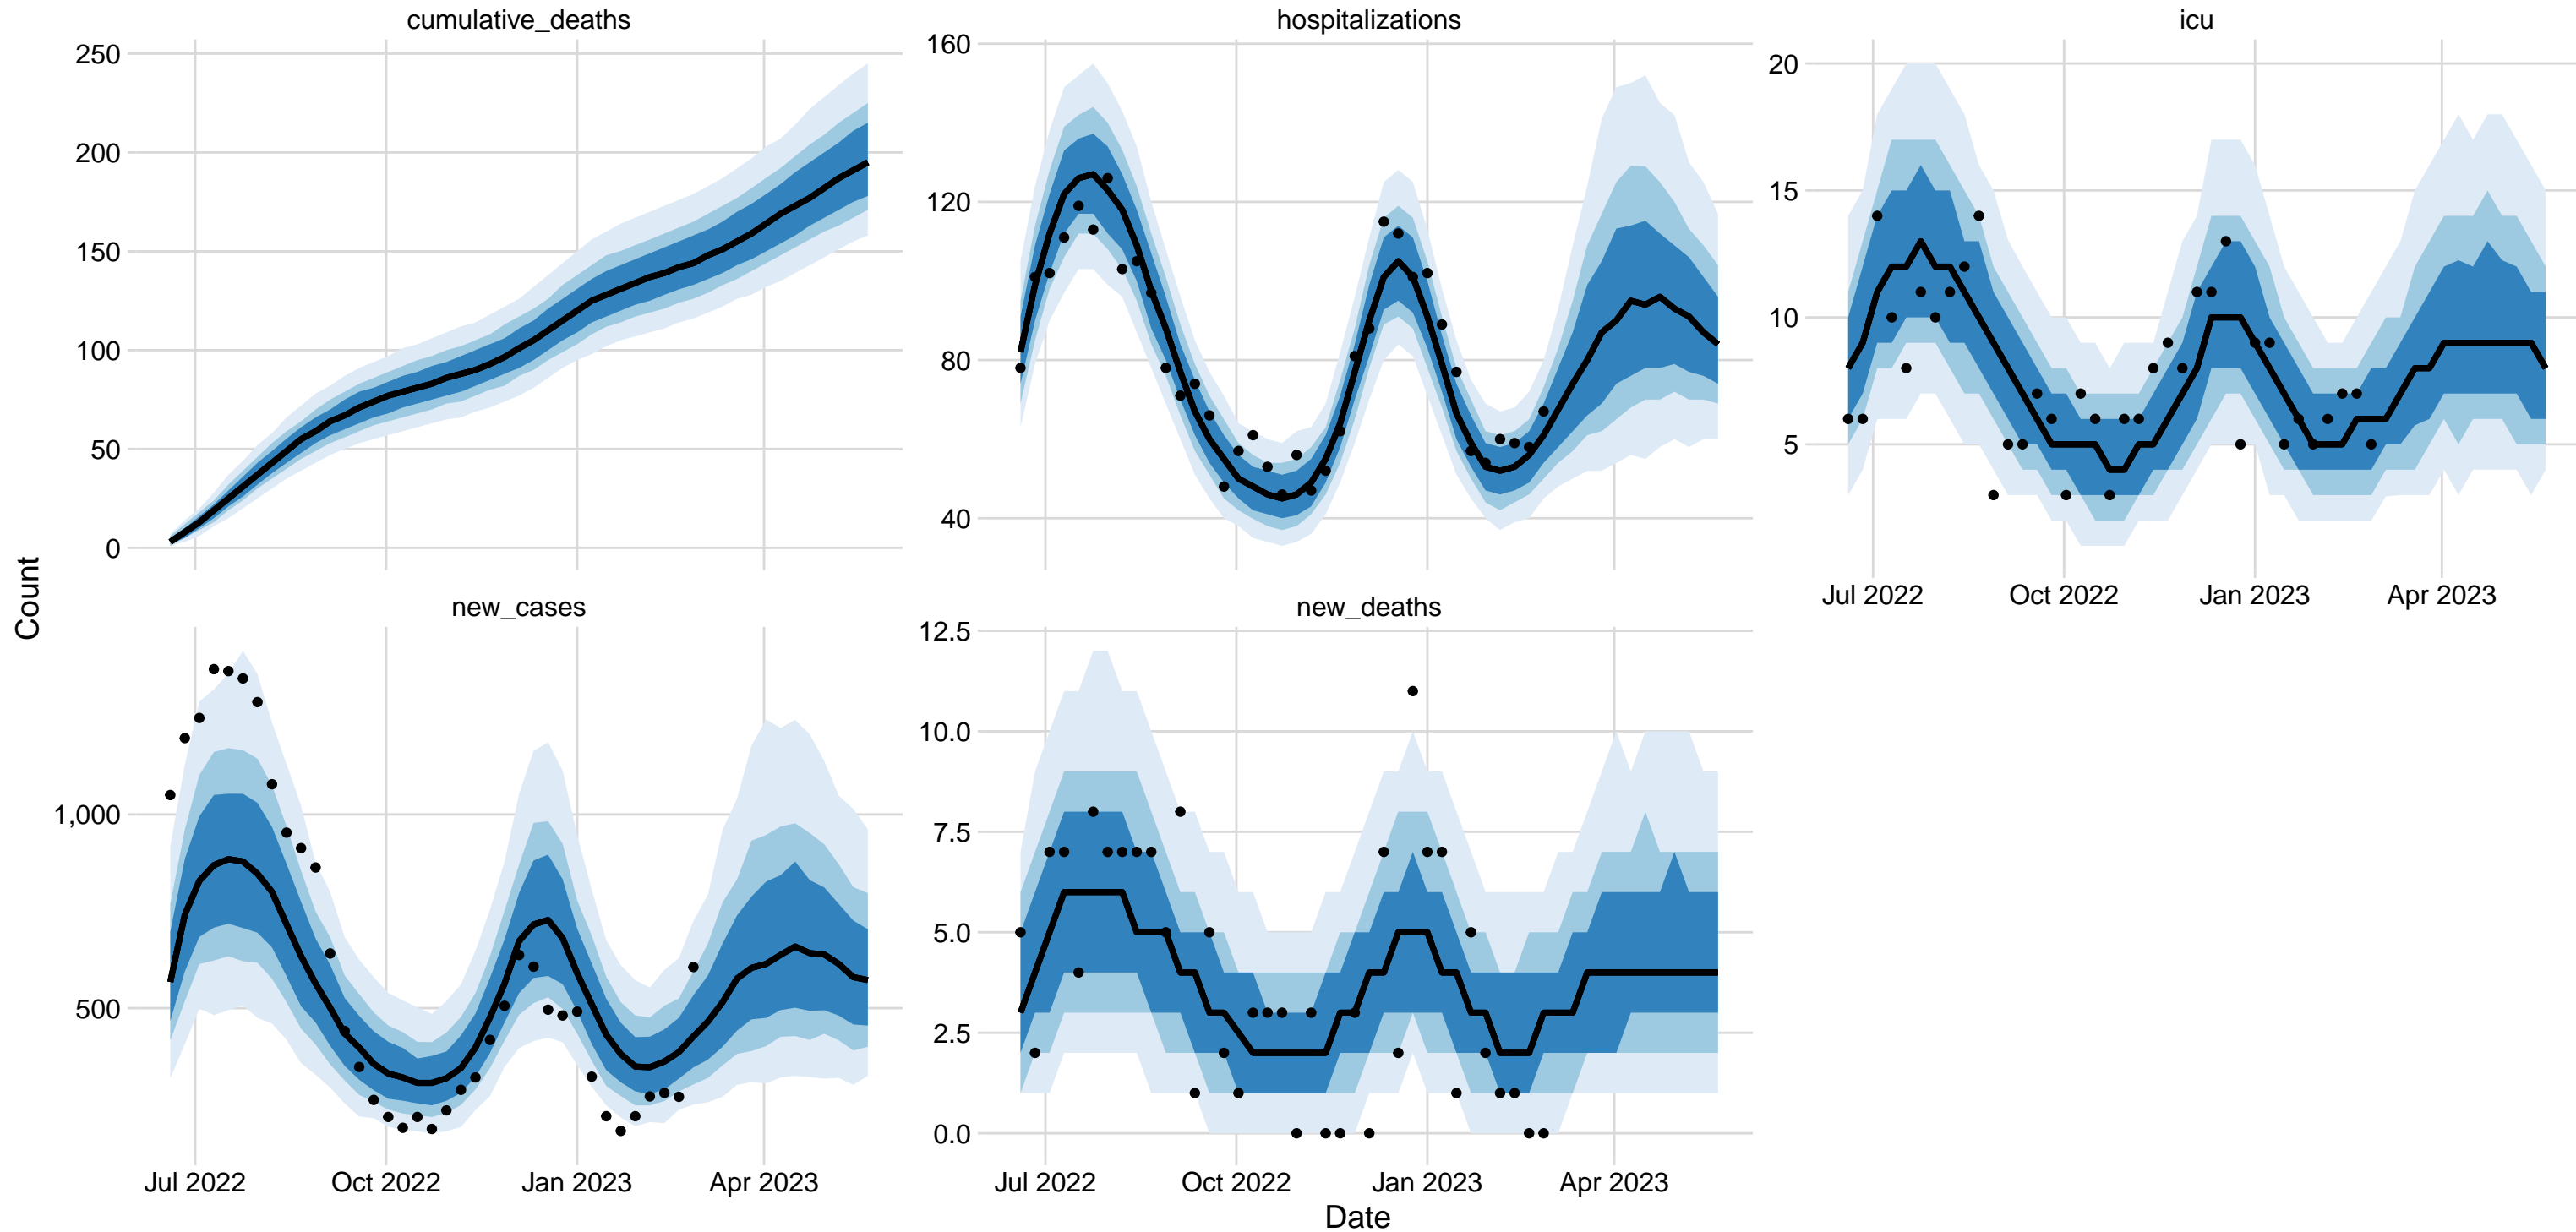 cumulative_deaths
250
200
150
100
50
0
hospitalizations
160
120
80
40
icu
20
15
10
5
Jul 2022 Oct 2022 Jan 2023 Apr 2023
Count
new_cases
1,000
500
Jul 2022 Oct 2022 Jan 2023 Apr 2023
new_deaths
12.5
10.0
7.5
5.0
2.5
0.0
Jul 2022 Oct 2022 Jan 2023 Apr 2023
Date